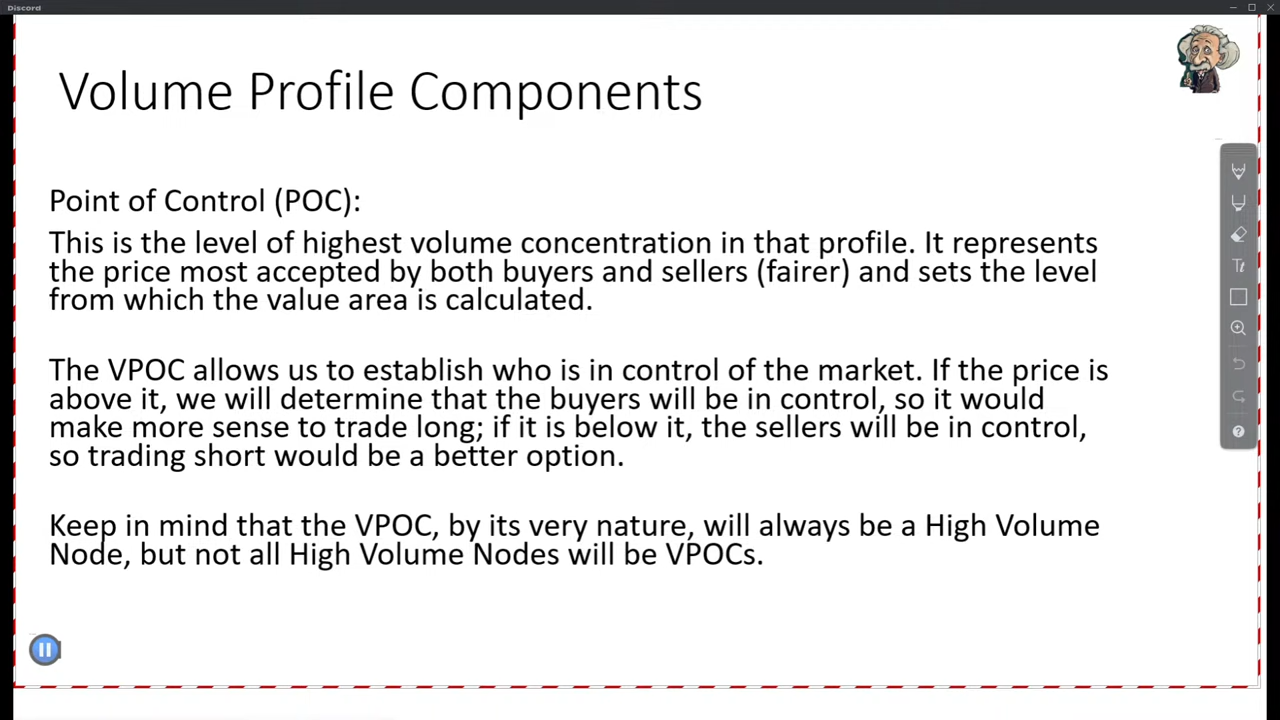 Discord
Volume Profile Components
Point of Control (POC):
This is the level of highest volume concentration in that profile. It represents
the price most accepted by both buyers and sellers (fairer) and sets the level
from which the value area is calculated.
The VPOC allows us to establish who is in control of the market. If the price is
above it, we will determine that the buyers will be in control, so it would
make more sense to trade long; if it is below it, the sellers will be in control,
so trading short would be a better option.
Keep in mind that the VPOC, by its very nature, will always be a High Volume
Node, but not all High Volume Nodes will be VPOCs.
Tt
?